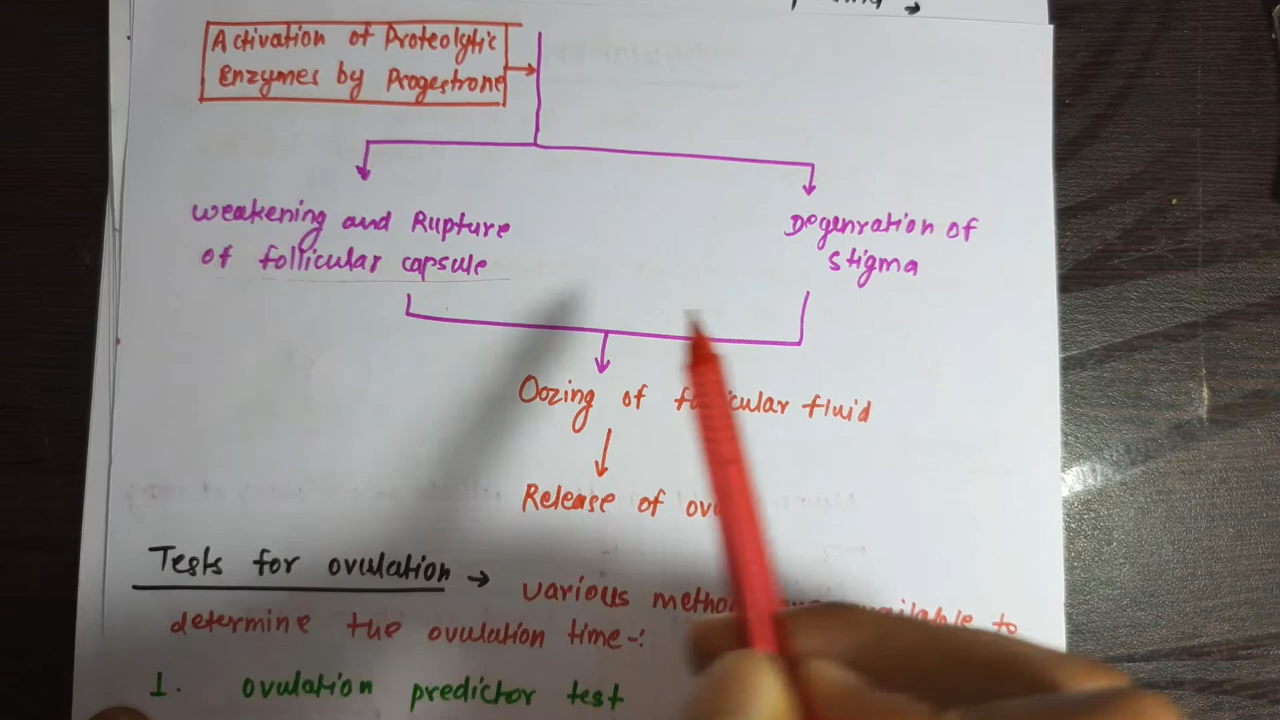 Activation of Proteolytic
Enzymes by Progestrone
Weakening and Rupture
of follicular capsule
Degenration of
stigma
Oozing of fluid
Release of
Tests for ovulation → various to
determine the ovulation time-:
1. ovulation predictor test